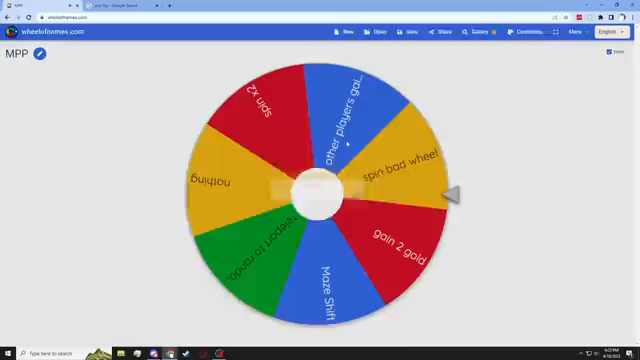 wheelofnames.com
New
Open
Save
Share
Gallery
More
English
MPP
other players gai...
spin bad wheel
gain 2 gold
Maze Shift
teleport to rando...
nothing
spin x2
Type here to search